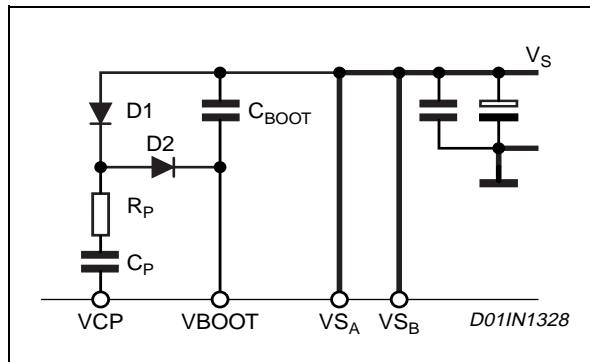 V_S
D1
C_BOOT
D2
R_P
C_P
VCP VBOOT VS_A VS_B D01IN1328